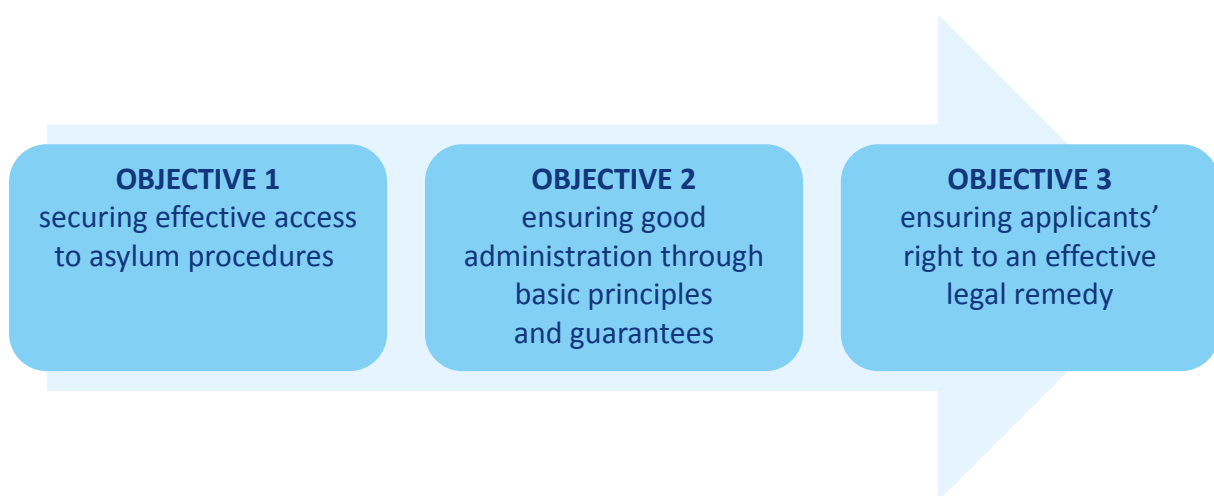 OBJECTIVE 1
securing effective access
to asylum procedures
OBJECTIVE 2
ensuring good
administration through
basic principles
and guarantees
OBJECTIVE 3
ensuring applicants’
right to an effective
legal remedy